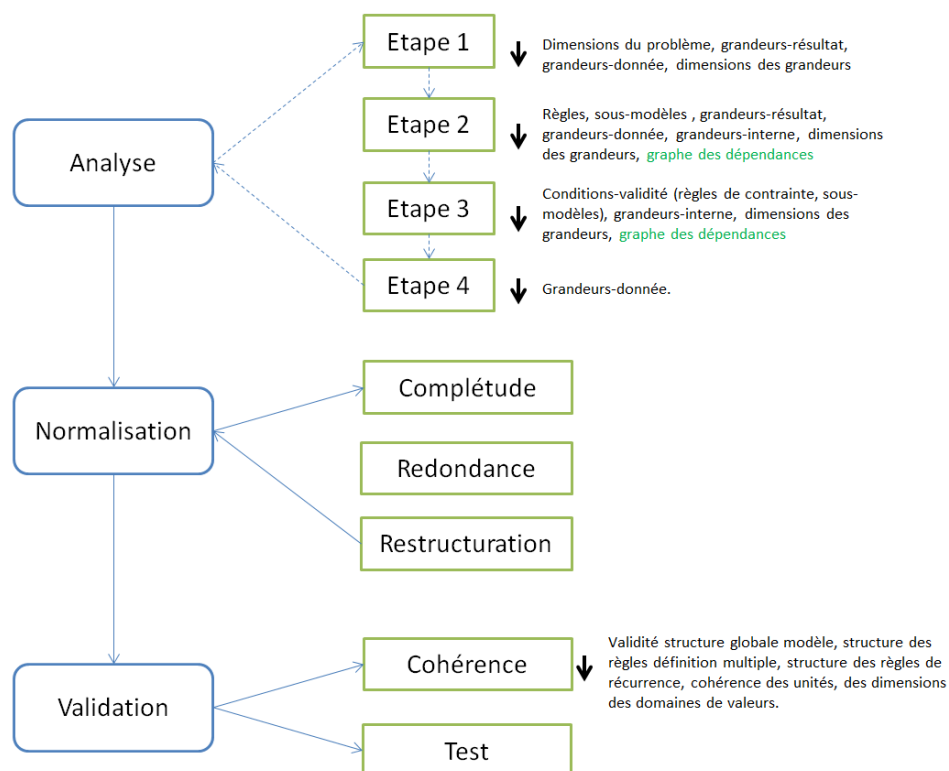 Etape 1
Dimensions du problème, grandeurs-résultat,
grandeurs-donnée, dimensions des grandeurs
Analyse
Etape 2
Règles, sous-modèles , grandeurs-résultat,
grandeurs-donnée, grandeurs-interne, dimensions
des grandeurs, graphe des dépendances
Etape 3
Conditions-validité (règles de contrainte, sous-
modèles), grandeurs-interne, dimensions des
grandeurs, graphe des dépendances
Etape 4
Grandeurs-donnée.
Normalisation
Complétude
Redondance
Restructuration
Validation
Cohérence
Validité structure globale modèle, structure des
règles définition multiple, structure des règles de
récurrence, cohérence des unités, des dimensions
des domaines de valeurs.
Test